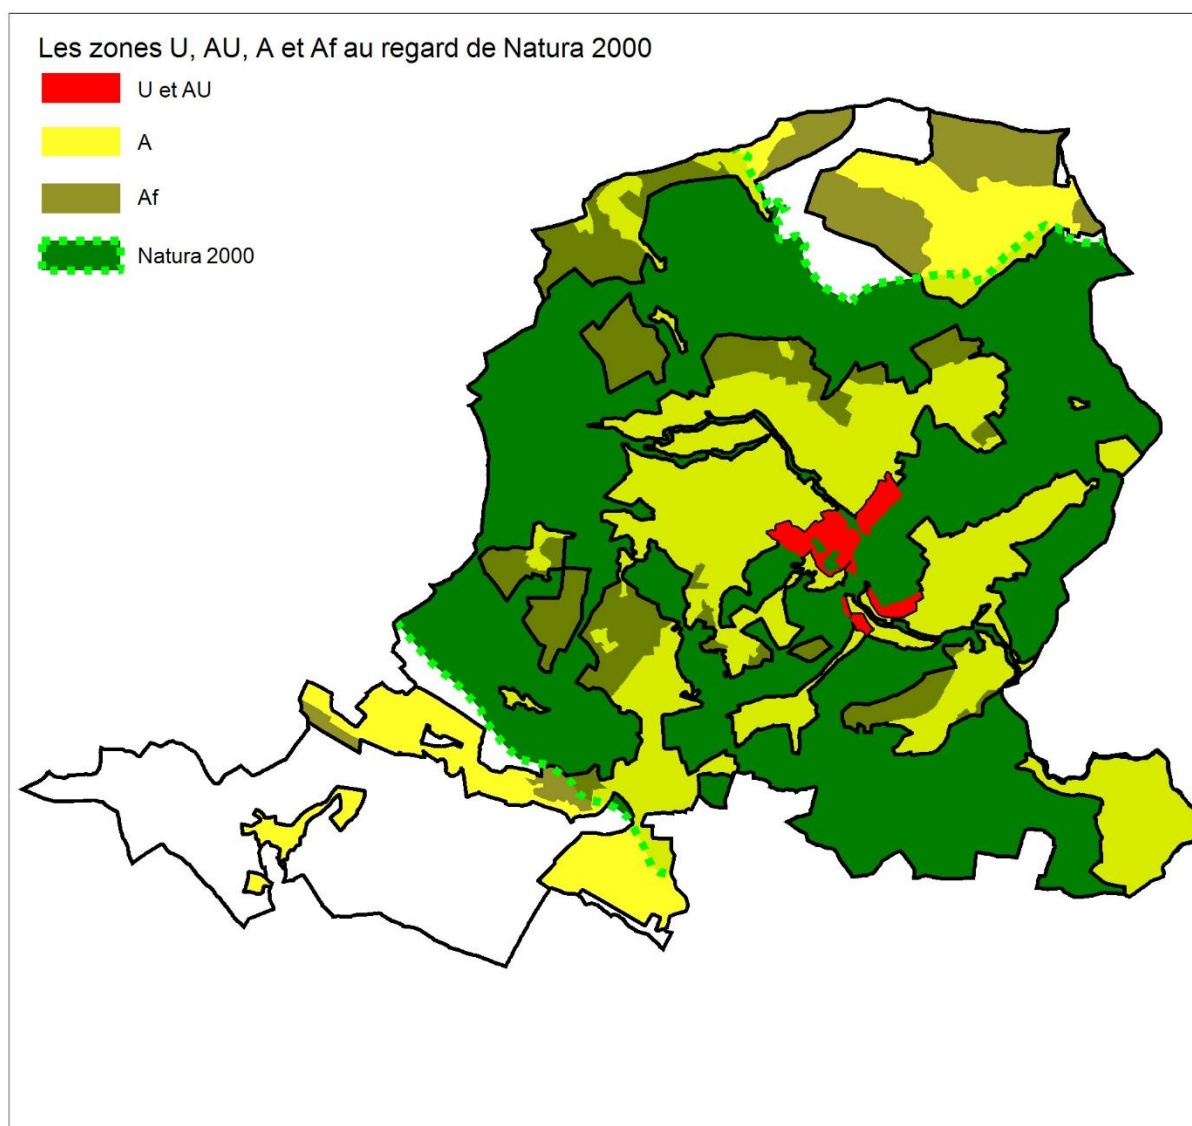 Les zones U, AU, A et Af au regard de Natura 2000
U et AU
A
Af
Natura 2000